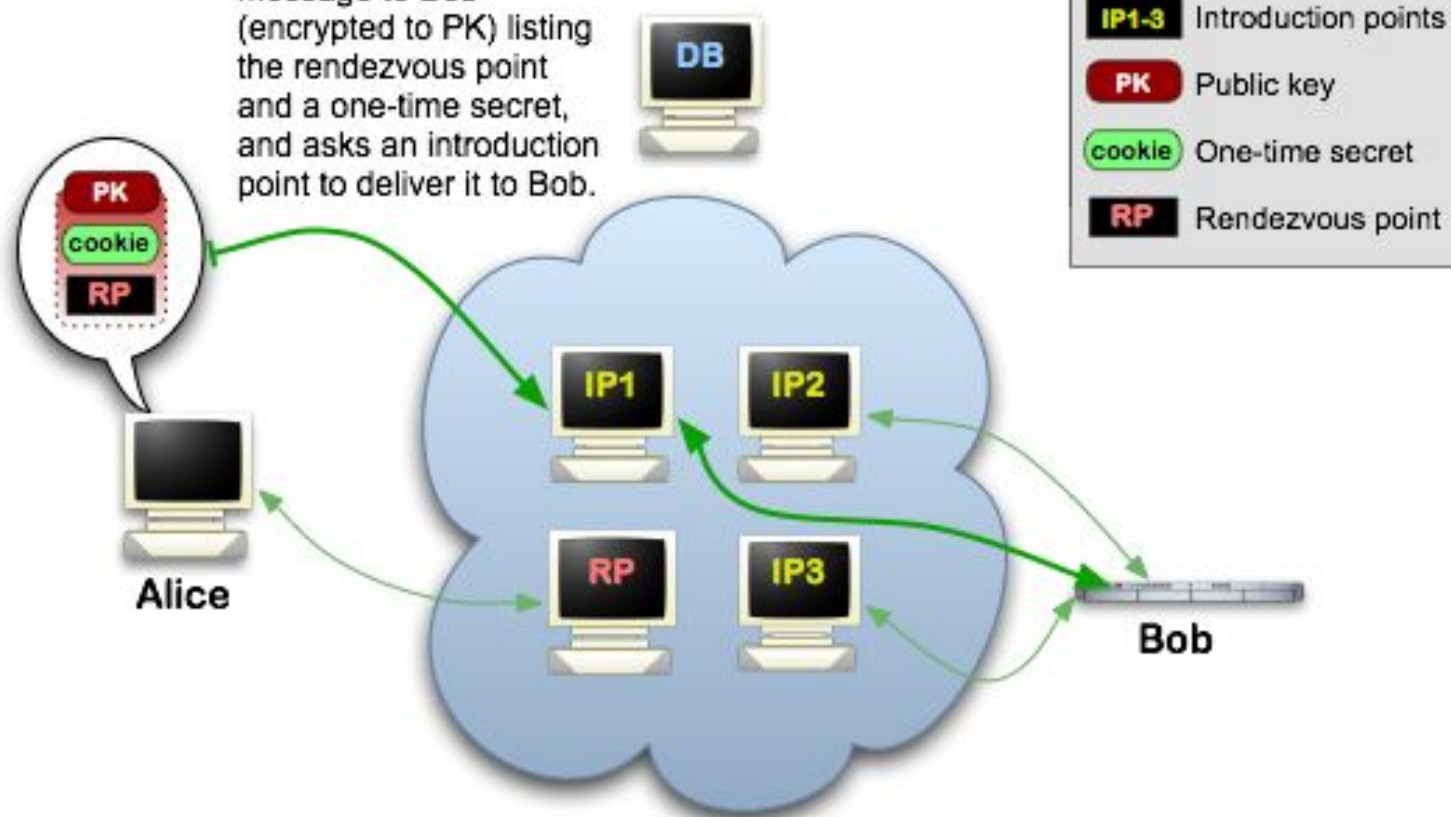 (encrypted to PK) listing
the rendezvous point
and a one-time secret,
and asks an introduction
point to deliver it to Bob.
DB
IP1-3 Introduction points
PK Public key
cookie One-time secret
RP Rendezvous point
PK
cookie
RP
IP1
IP2
RP
IP3
Alice
Bob